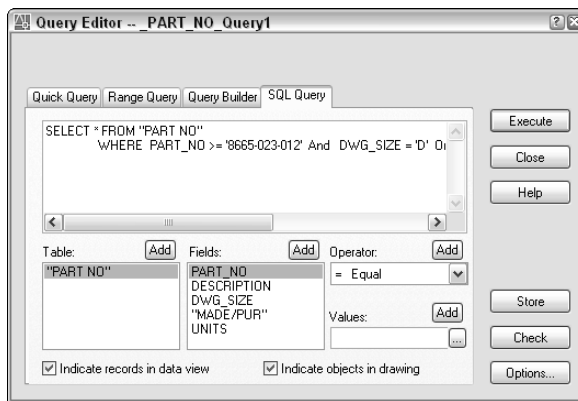 Query Editor -- _PART_NO_Query1
Quick Query Range Query Query Builder SQL Query
SELECT * FROM "PART NO"
WHERE PART_NO >= '8665-023-012' And DWG_SIZE = 'D' Or
Execute
Close
Help
Table: Add Fields: Add Operator: Add
"PART NO"
PART_NO
DESCRIPTION
DWG_SIZE
"MADE/PUR"
UNITS
= Equal
Values: Add
...
Store
Check
Options...
Indicate records in data view Indicate objects in drawing